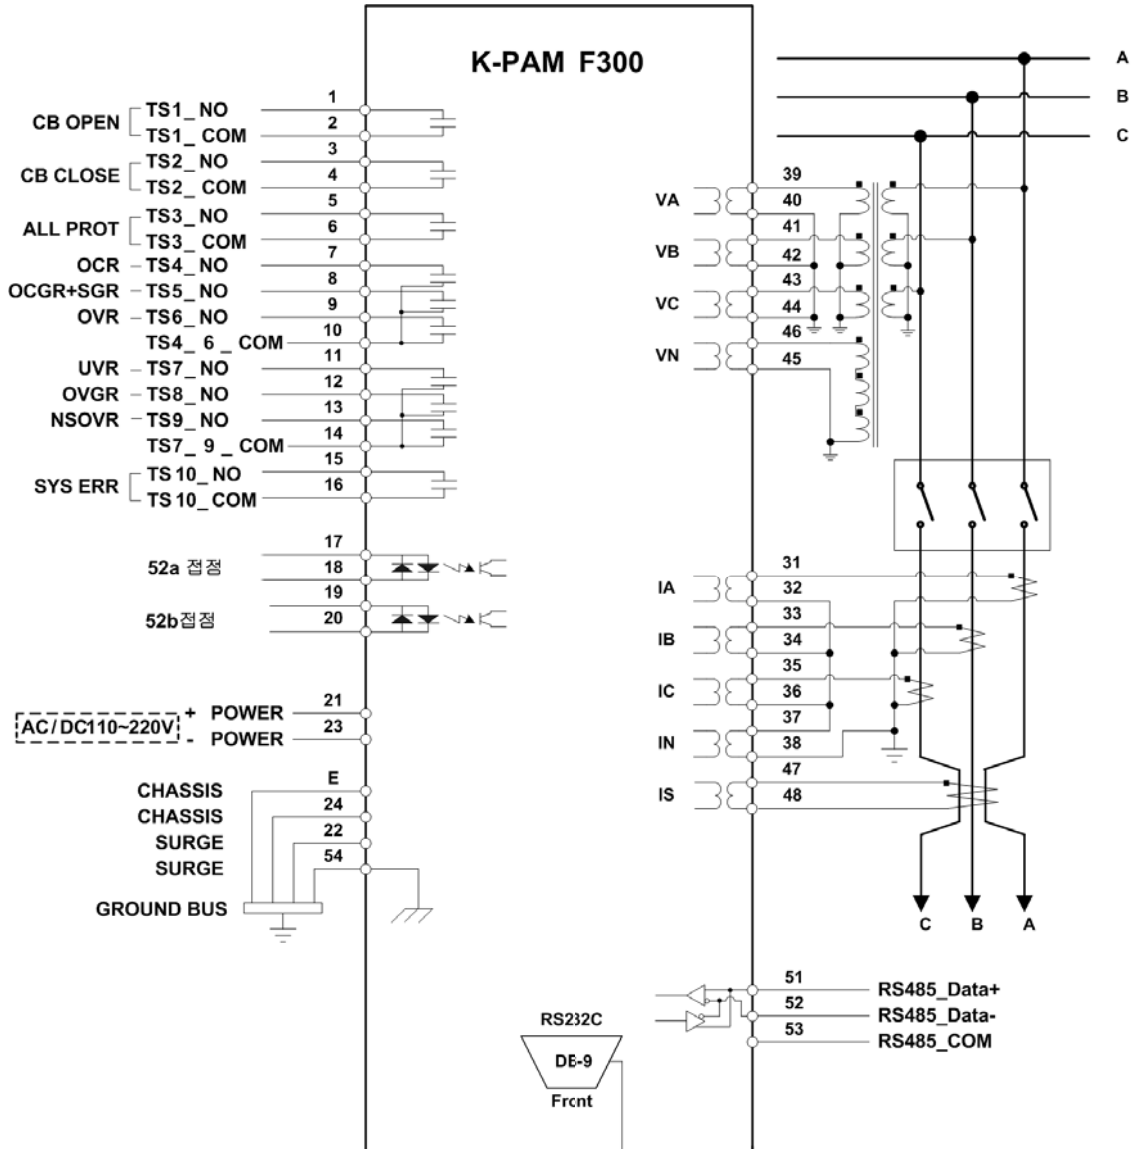 K-PAM F300
A
B
C
CB OPEN
TS1_NO
1
TS1_COM
2
CB CLOSE
TS2_NO
3
TS2_COM
4
ALL PROT
TS3_NO
5
TS3_COM
6
OCR
TS4_NO
7
OCGR+SGR
TS5_NO
8
OVR
TS6_NO
9
TS4_6_COM
10
UVR
TS7_NO
11
OVGR
TS8_NO
12
NSOVR
TS9_NO
13
TS7_9_COM
14
SYS ERR
TS10_NO
15
TS10_COM
16
52a 접점
17
18
52b접점
19
20
AC/DC110~220V
+ POWER
21
- POWER
23
CHASSIS
E
CHASSIS
24
SURGE
22
SURGE
54
GROUND BUS
VA
39
40
VB
41
42
VC
43
44
VN
46
45
IA
31
32
IB
33
34
IC
35
36
IN
37
38
IS
47
48
C
B
A
51
RS485_Data+
52
RS485_Data-
53
RS485_COM
RS232C
DB-9
Front